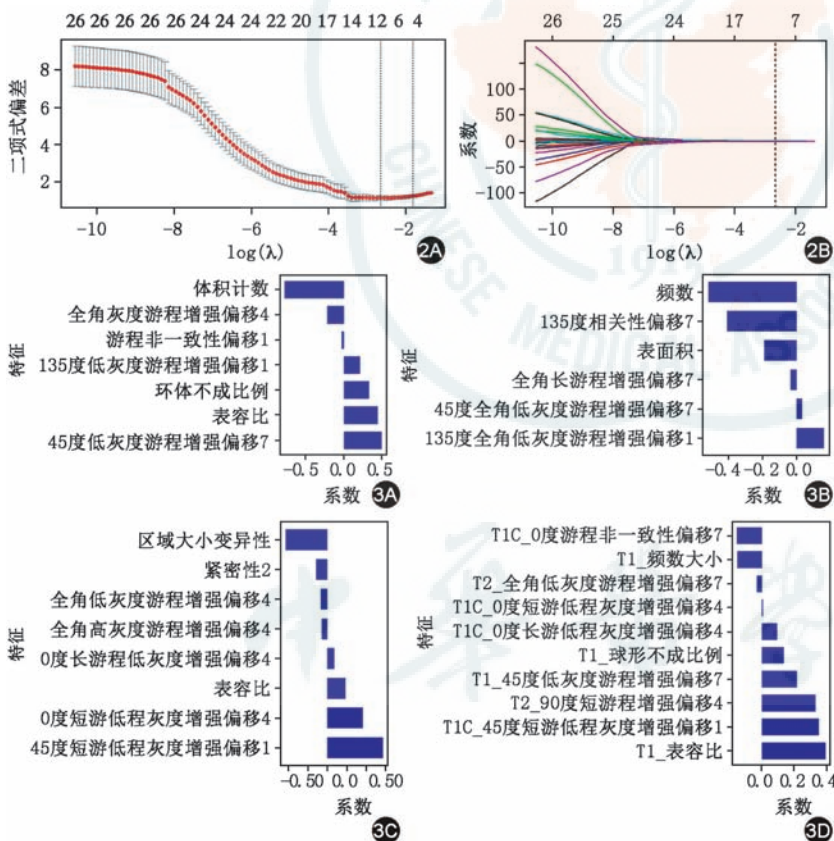 26 26 26 26 26 24 24 22 20 17 14 12 6 4
8
6
4
2
二项式偏差
-10 -8 -6 -4 -2
log(λ)
2A
26 25 24 17 7
100
50
0
-50
-100
系数
-10 -8 -6 -4 -2
log(λ)
2B
特征
体积计数
全角灰度游程增强偏移4
游程非一致性偏移1
135度低灰度游程增强偏移1
环体不成比例
表容比
45度低灰度游程增强偏移7
-0.5 0.0 0.5
系数
3A
特征
频数
135度相关性偏移7
表面积
全角长游程增强偏移7
45度全角低灰度游程增强偏移7
135度全角低灰度游程增强偏移1
-0.4 -0.2 0.0
系数
3B
特征
区域大小变异性
紧密性2
全角低灰度游程增强偏移4
全角高灰度游程增强偏移4
0度长游程低灰度增强偏移4
表容比
0度短游低程灰度增强偏移4
45度短游低程灰度增强偏移1
-0.50 0.00 0.50
系数
3C
特征
T1C_0度游程非一致性偏移7
T1_频数大小
T2_全角低灰度游程增强偏移7
T1C_0度短游低程灰度增强偏移4
T1C_0度长游低程灰度增强偏移4
T1_球形不成比例
T1_45度低灰度游程增强偏移7
T2_90度短游程增强偏移4
T1C_45度短游低程灰度增强偏移1
T1_表容比
0.0 0.2 0.4
系数
3D
CHINESE MEDICAL ASSO